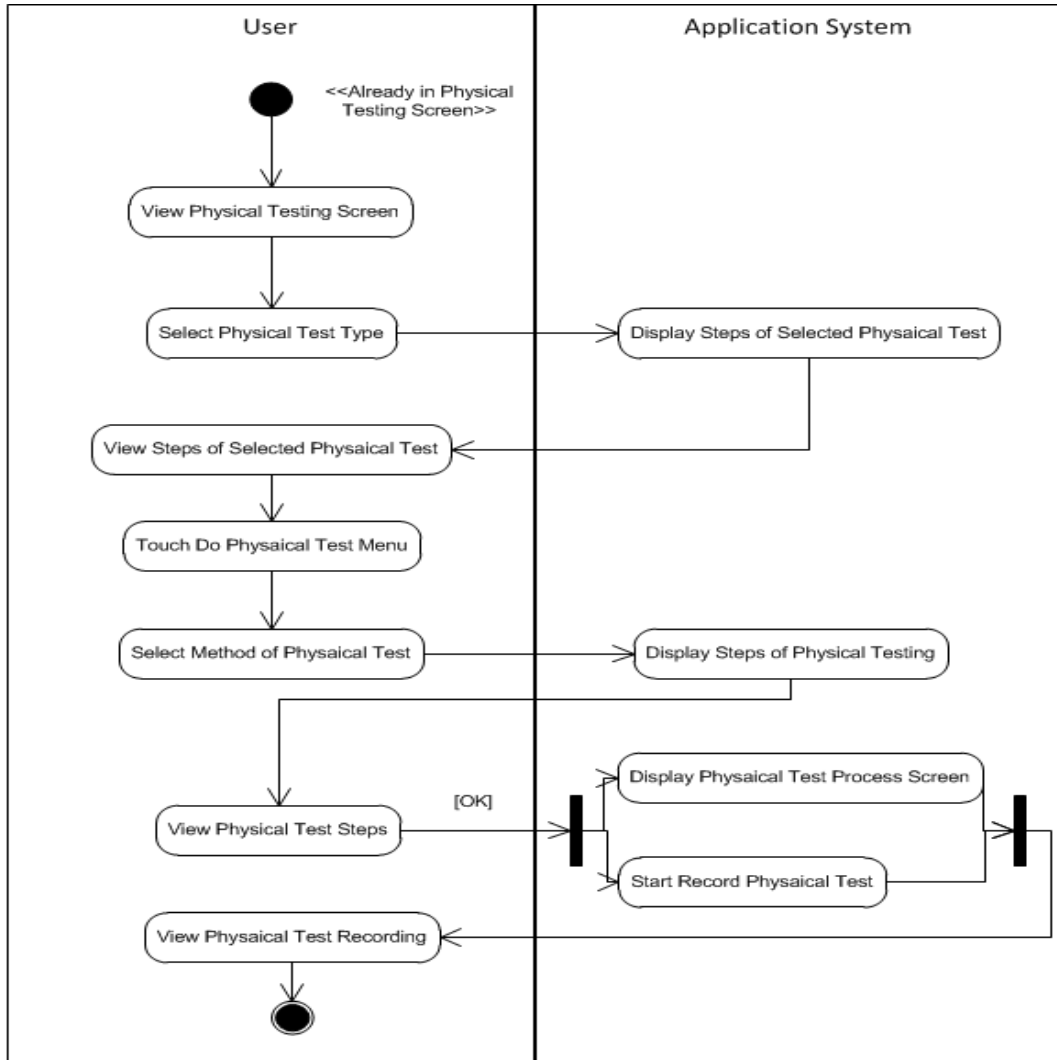 User
Application System
<<Already in Physical
Testing Screen>>
View Physical Testing Screen
Select Physical Test Type
Display Steps of Selected Physaical Test
View Steps of Selected Physaical Test
Touch Do Physaical Test Menu
Select Method of Physaical Test
Display Steps of Physical Testing
Display Physaical Test Process Screen
[OK]
View Physical Test Steps
Start Record Physaical Test
View Physaical Test Recording